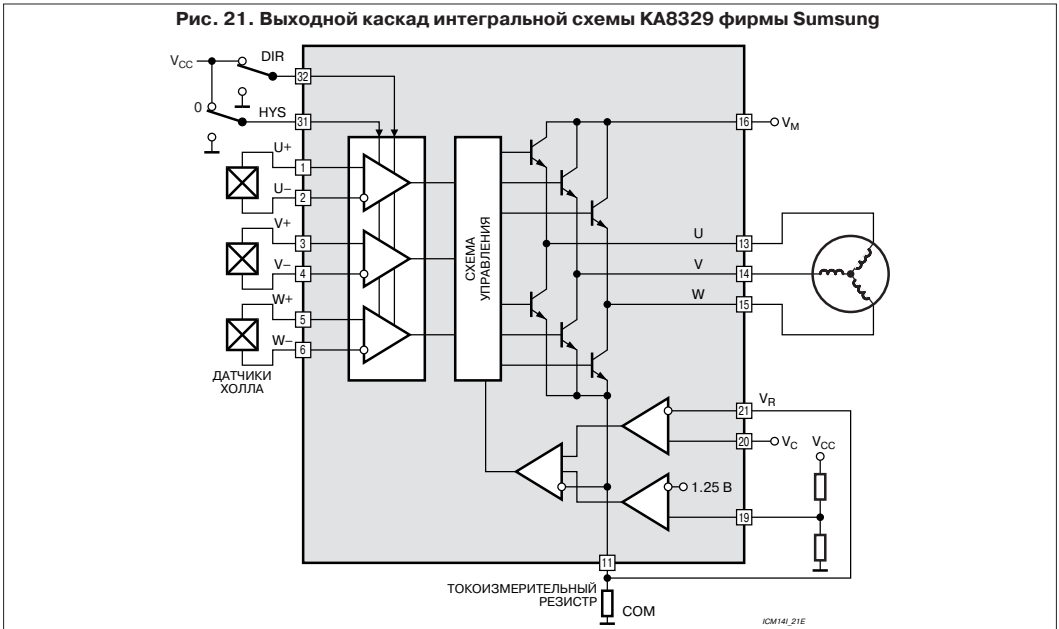 Рис. 21. Выходной каскад интегральной схемы KA8329 фирмы Sumsung
VCC
DIR
32
0
HYS
31
16
VM
U+
1
U–
2
V+
3
V–
4
W+
5
W–
6
ДАТЧИКИ
ХОЛЛА
СХЕМА
УПРАВЛЕНИЯ
U
13
V
14
W
15
21
VR
20
VC
VCC
1.25 В
19
11
ТОКОИЗМЕРИТЕЛЬНЫЙ
РЕЗИСТР
COM
ICM14I_21E